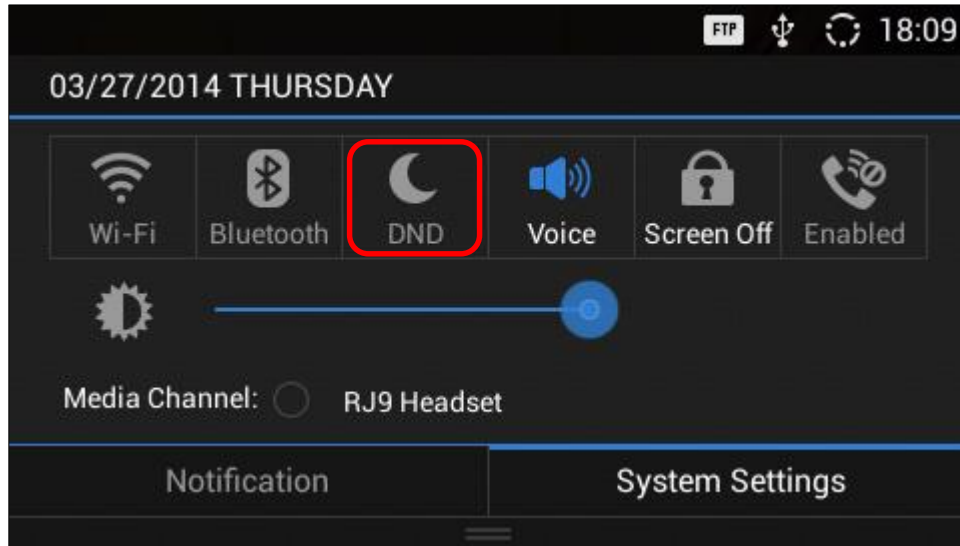 FTP 18:09
03/27/2014 THURSDAY
Wi-Fi Bluetooth DND Voice Screen Off Enabled
Media Channel: RJ9 Headset
Notification System Settings